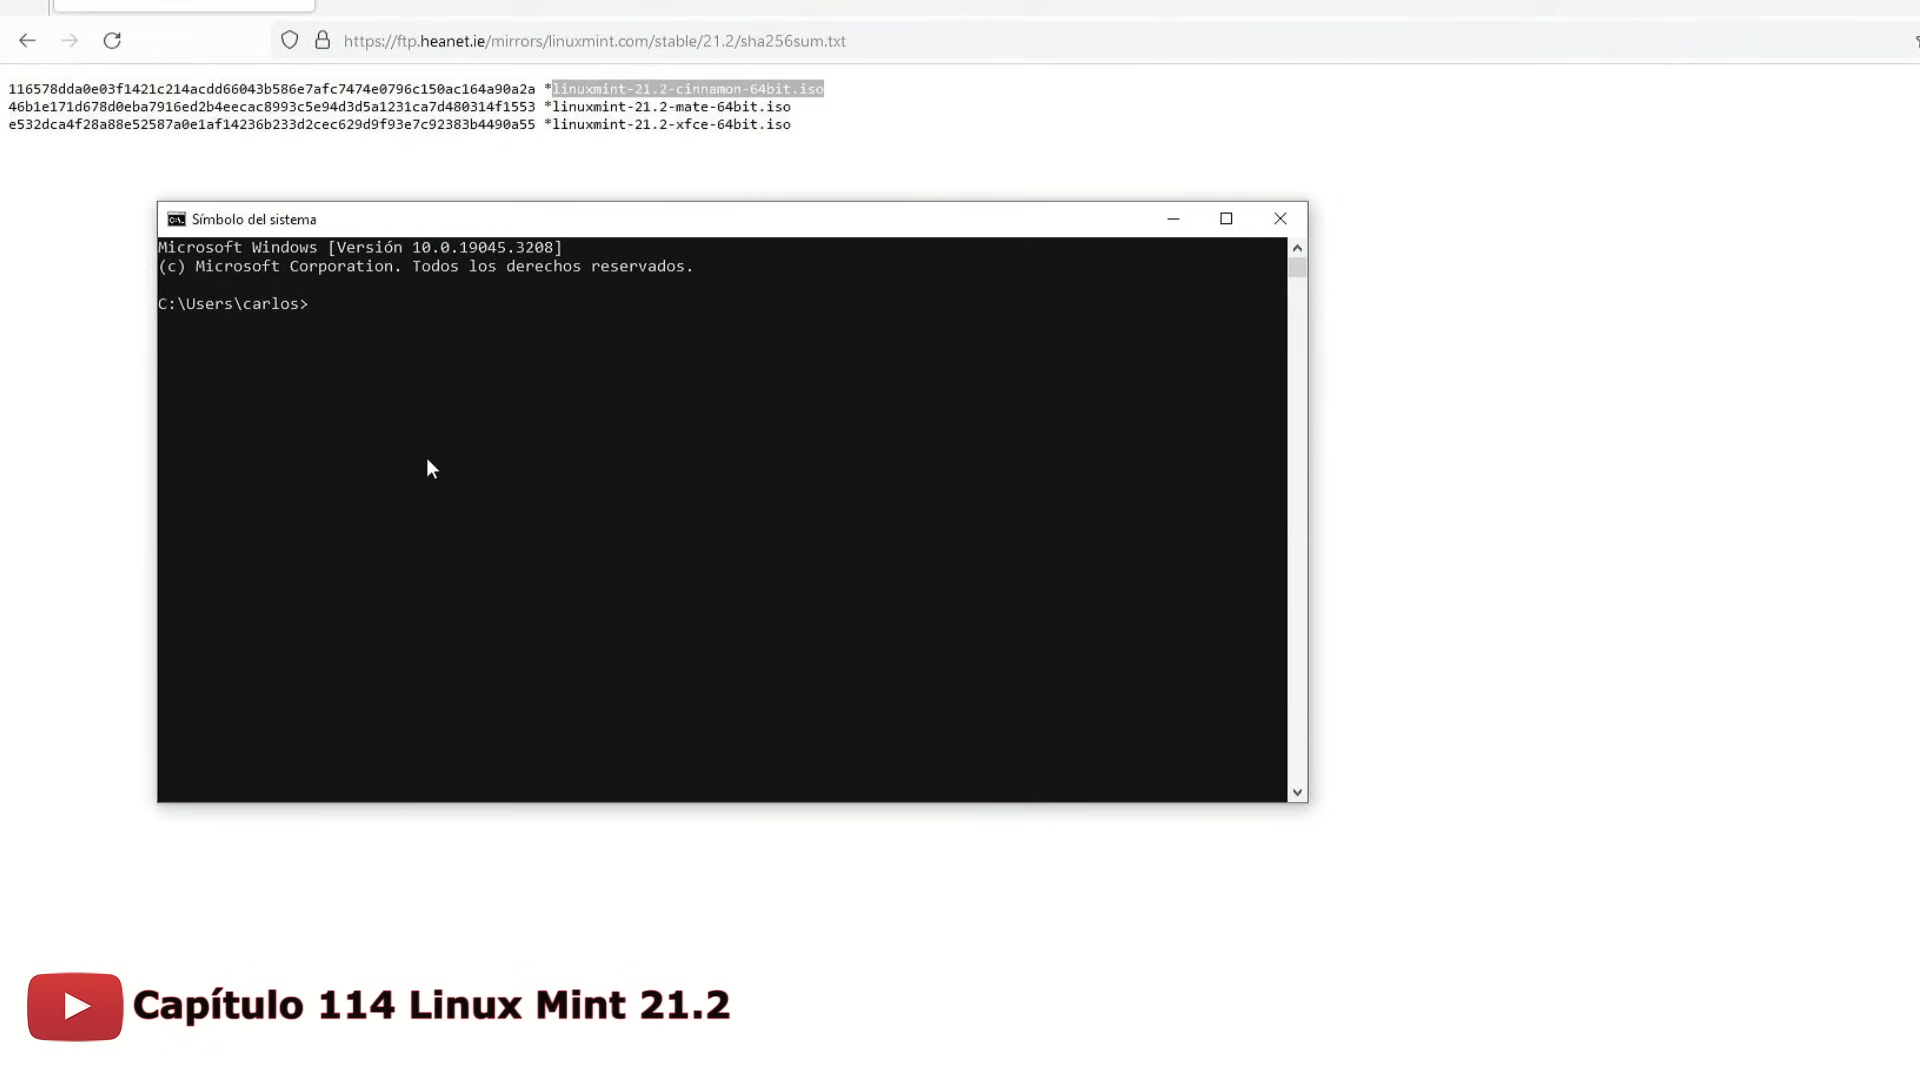 https://ftp.heanet.ie/mirrors/linuxmint.com/stable/21.2/sha256sum.txt
116578dda0e03f1421c214acdd66043b586e7afc7474e0796c150ac164a90a2a *linuxmint-21.2-cinnamon-64bit.iso
46b1e171d678d0eba7916ed2b4eecac8993c5e94d3d5a1231ca7d480314f1553 *linuxmint-21.2-mate-64bit.iso
e532dca4f28a88e52587a0e1af14236b233d2cec629d9f93e7c92383b4490a55 *linuxmint-21.2-xfce-64bit.iso
Símbolo del sistema
Microsoft Windows [Versión 10.0.19045.3208]
(c) Microsoft Corporation. Todos los derechos reservados.
C:\Users\carlos>
Capítulo 114 Linux Mint 21.2